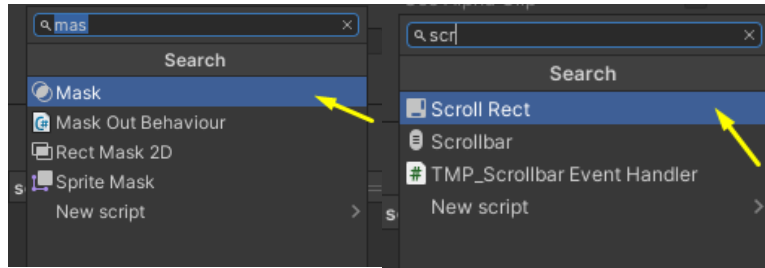 mas
Search
Mask
Mask Out Behaviour
Rect Mask 2D
Sprite Mask
New script
scr
Search
Scroll Rect
Scrollbar
TMP_Scrollbar Event Handler
New script